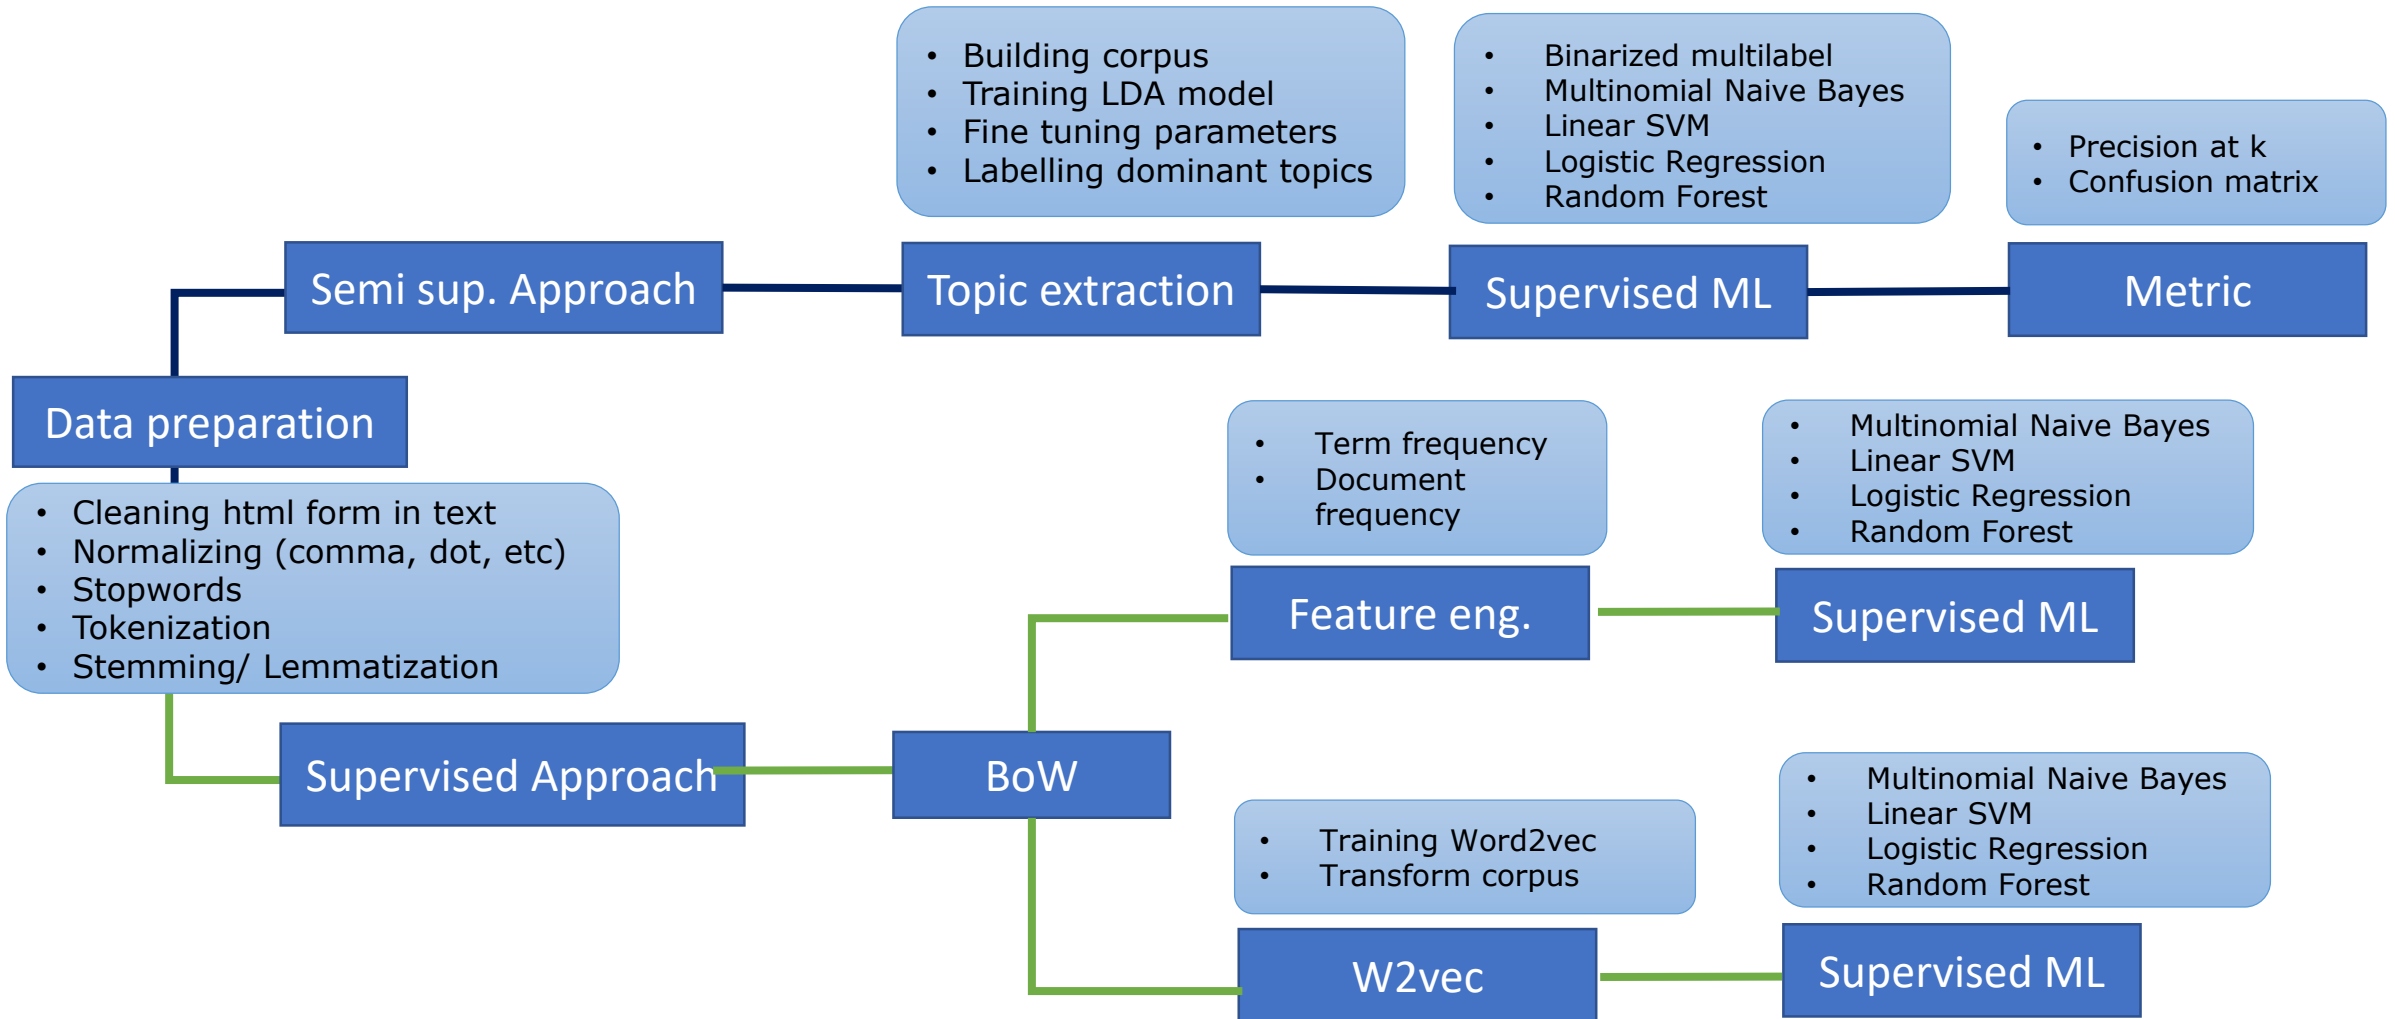 • Building corpus
• Training LDA model
• Fine tuning parameters
• Labelling dominant topics
• Binarized multilabel
• Multinomial Naive Bayes
• Linear SVM
• Logistic Regression
• Random Forest
• Precision at k
• Confusion matrix
Semi sup. Approach
Topic extraction
Supervised ML
Metric
Data preparation
• Cleaning html form in text
• Normalizing (comma, dot, etc)
• Stopwords
• Tokenization
• Stemming/ Lemmatization
• Term frequency
• Document
frequency
• Multinomial Naive Bayes
• Linear SVM
• Logistic Regression
• Random Forest
Feature eng.
Supervised ML
Supervised Approach
BoW
• Training Word2vec
• Transform corpus
• Multinomial Naive Bayes
• Linear SVM
• Logistic Regression
• Random Forest
W2vec
Supervised ML